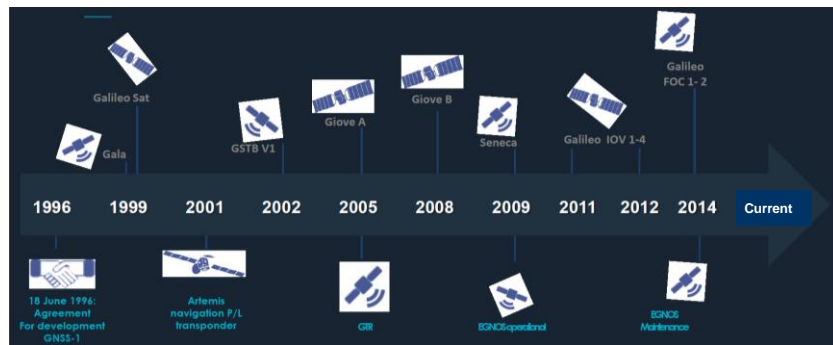 Galileo
FOC 1- 2
Galileo Sat
Giove A
Giove B
Gala
GSTB V1
Seneca
Galileo IOV 1-4
1996
1999
2001
2002
2005
2008
2009
2011
2012
2014
Current
18 June 1996:
Agreement
For development
GNSS-1
Artemis
navigation P/L
transponder
GTR
EGNOS operational
EGNOS
Maintenance